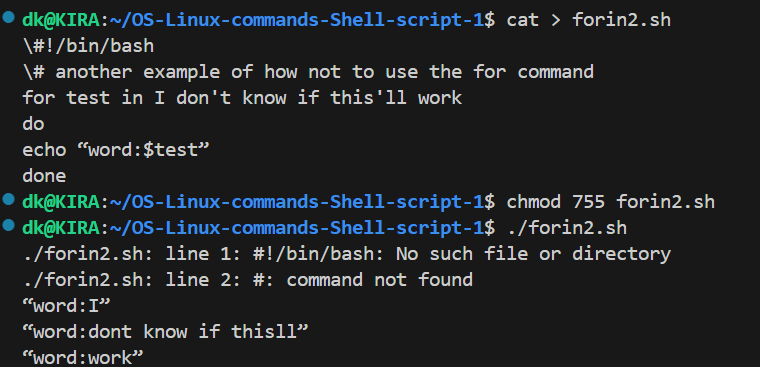 dk@KIRA:~/OS-Linux-commands-Shell-script-1$ cat > forin2.sh
\#!/bin/bash
\# another example of how not to use the for command
for test in I don't know if this'll work
do
echo “word:$test”
done
dk@KIRA:~/OS-Linux-commands-Shell-script-1$ chmod 755 forin2.sh
dk@KIRA:~/OS-Linux-commands-Shell-script-1$ ./forin2.sh
./forin2.sh: line 1: #!/bin/bash: No such file or directory
./forin2.sh: line 2: #: command not found
“word:I”
“word:dont know if thisll”
“word:work”